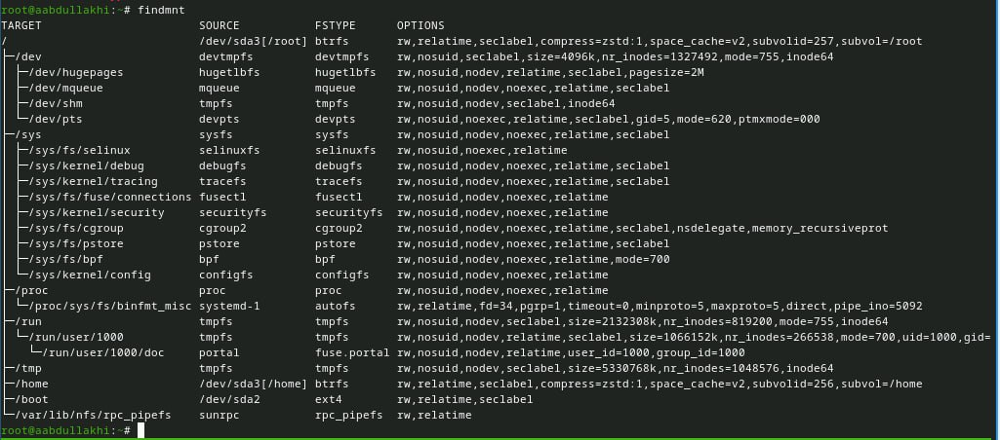 root@aabdullakhi:~# findmnt
TARGET                         SOURCE           FSTYPE      OPTIONS
/                              /dev/sda3[/root] btrfs       rw,relatime,seclabel,compress=zstd:1,space_cache=v2,subvolid=257,subvol=/root
├─/dev                         devtmpfs         devtmpfs    rw,nosuid,seclabel,size=4096k,nr_inodes=1327492,mode=755,inode64
│ ├─/dev/hugepages             hugetlbfs        hugetlbfs   rw,nosuid,nodev,relatime,seclabel,pagesize=2M
│ ├─/dev/mqueue                mqueue           mqueue      rw,nosuid,nodev,noexec,relatime,seclabel
│ ├─/dev/shm                   tmpfs            tmpfs       rw,nosuid,nodev,seclabel,inode64
│ └─/dev/pts                   devpts           devpts      rw,nosuid,noexec,relatime,seclabel,gid=5,mode=620,ptmxmode=000
├─/sys                         sysfs            sysfs       rw,nosuid,nodev,noexec,relatime,seclabel
│ ├─/sys/fs/selinux            selinuxfs        selinuxfs   rw,nosuid,noexec,relatime
│ ├─/sys/kernel/debug          debugfs          debugfs     rw,nosuid,nodev,noexec,relatime,seclabel
│ ├─/sys/kernel/tracing        tracefs          tracefs     rw,nosuid,nodev,noexec,relatime,seclabel
│ ├─/sys/fs/fuse/connections   fusectl          fusectl     rw,nosuid,nodev,noexec,relatime
│ ├─/sys/kernel/security       securityfs       securityfs  rw,nosuid,nodev,noexec,relatime
│ ├─/sys/fs/cgroup             cgroup2          cgroup2     rw,nosuid,nodev,noexec,relatime,seclabel,nsdelegate,memory_recursiveprot
│ ├─/sys/fs/pstore             pstore           pstore      rw,nosuid,nodev,noexec,relatime,seclabel
│ ├─/sys/fs/bpf                bpf              bpf         rw,nosuid,nodev,noexec,relatime,mode=700
│ └─/sys/kernel/config         configfs         configfs    rw,nosuid,nodev,noexec,relatime
├─/proc                        proc             proc        rw,nosuid,nodev,noexec,relatime
│ └─/proc/sys/fs/binfmt_misc   systemd-1        autofs      rw,relatime,fd=34,pgrp=1,timeout=0,minproto=5,maxproto=5,direct,pipe_ino=5092
├─/run                         tmpfs            tmpfs       rw,nosuid,nodev,seclabel,size=2132308k,nr_inodes=819200,mode=755,inode64
│ └─/run/user/1000             tmpfs            tmpfs       rw,nosuid,nodev,relatime,seclabel,size=1066152k,nr_inodes=266538,mode=700,uid=1000,gid=
│   └─/run/user/1000/doc       portal           fuse.portal rw,nosuid,nodev,relatime,user_id=1000,group_id=1000
├─/tmp                         tmpfs            tmpfs       rw,nosuid,nodev,seclabel,size=5330768k,nr_inodes=1048576,inode64
├─/home                        /dev/sda3[/home] btrfs       rw,relatime,seclabel,compress=zstd:1,space_cache=v2,subvolid=256,subvol=/home
├─/boot                        /dev/sda2        ext4        rw,relatime,seclabel
└─/var/lib/nfs/rpc_pipefs      sunrpc           rpc_pipefs  rw,relatime
root@aabdullakhi:~#